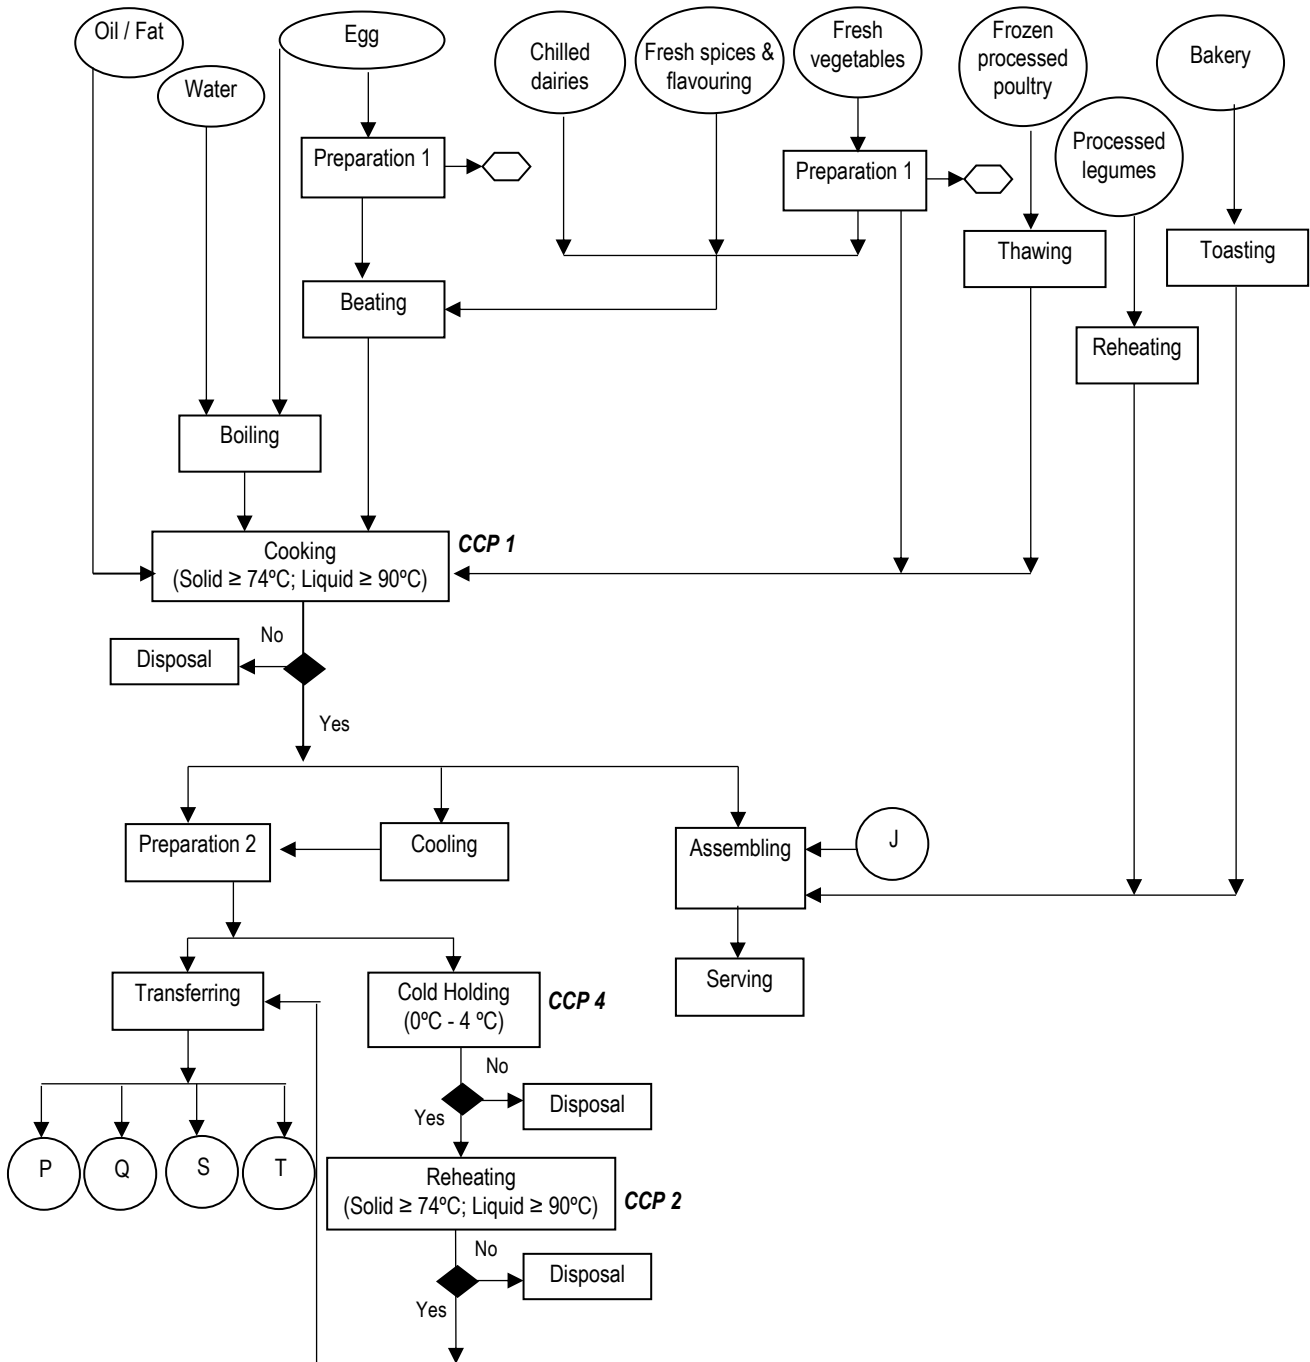 Oil / Fat
Egg
Water
Chilled
dairies
Fresh spices &
flavouring
Fresh
vegetables
Frozen
processed
poultry
Processed
legumes
Bakery
Preparation 1
Preparation 1
Thawing
Toasting
Beating
Reheating
Boiling
Cooking
(Solid ≥ 74ºC; Liquid ≥ 90ºC)
CCP 1
No
Disposal
Yes
Preparation 2
Cooling
Assembling
J
Transferring
Cold Holding
(0ºC - 4 ºC)
CCP 4
Serving
No
Yes
Disposal
P
Q
S
T
Reheating
(Solid ≥ 74ºC; Liquid ≥ 90ºC)
CCP 2
No
Disposal
Yes